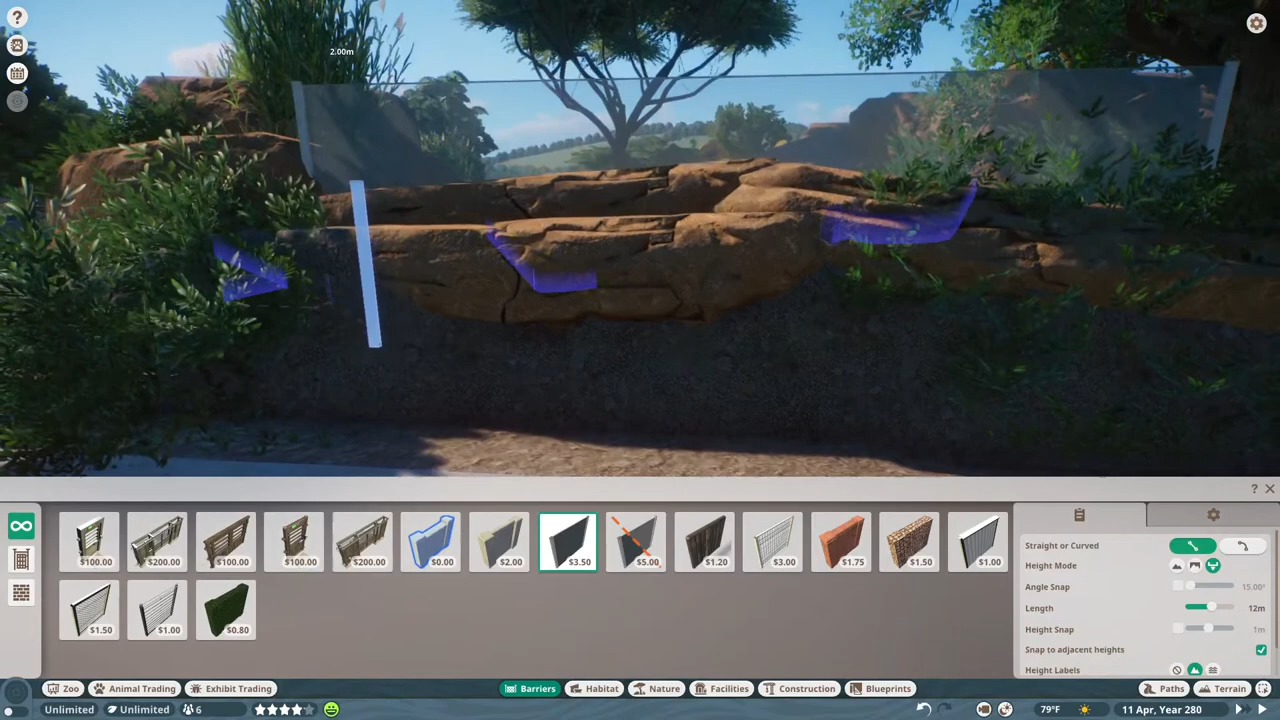 ?
2.00m
?
$100.00 $200.00 $100.00 $100.00 $200.00 $0.00 $2.00 $3.50 $5.00 $1.20 $3.00 $1.75 $1.50 $1.00
$1.50 $1.00 $0.80
Straight or Curved
Height Mode
Angle Snap 15.00°
Length 12m
Height Snap 1m
Snap to adjacent heights
Height Labels
Zoo Animal Trading Exhibit Trading Barriers Habitat Nature Facilities Construction Blueprints Paths Terrain
Unlimited Unlimited 6 79°F 11 Apr, Year 280